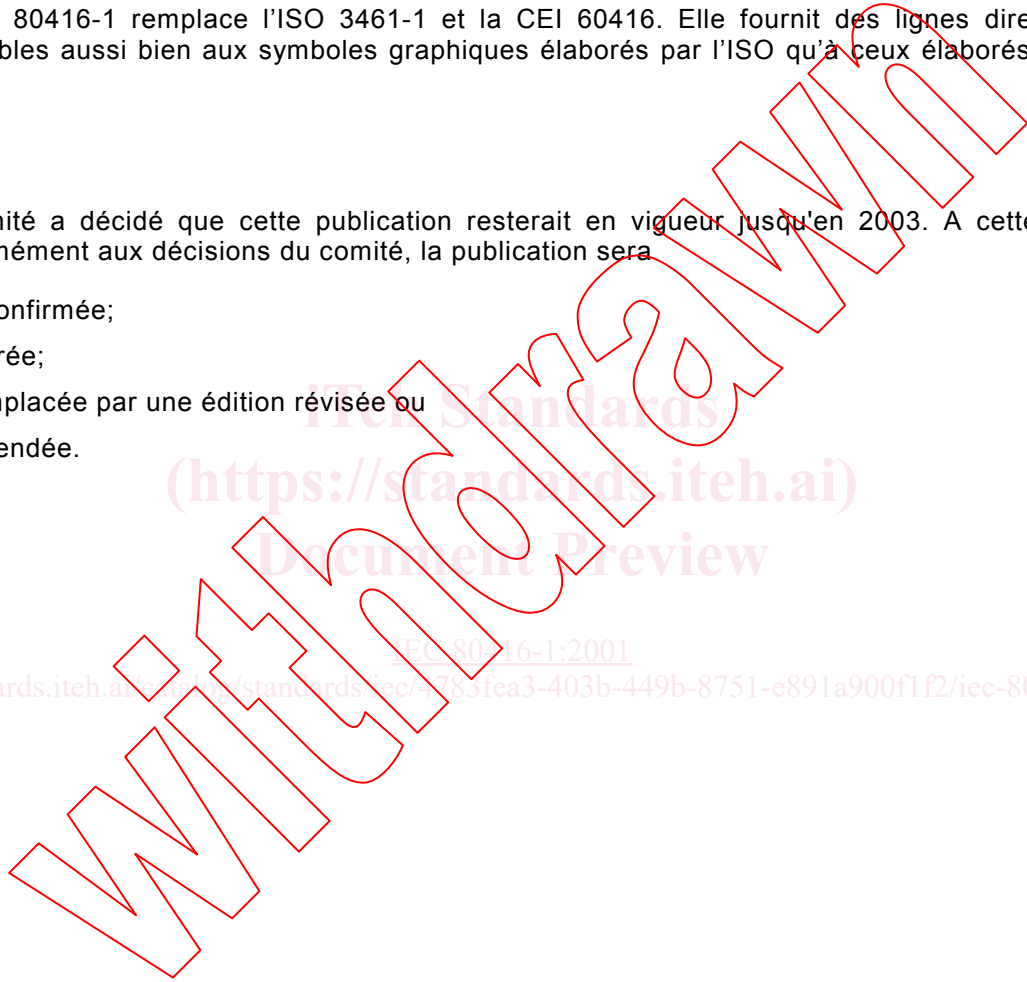 80416-1 remplace l’ISO 3461-1 et la CEI 60416. Elle fournit des lignes dire
bles aussi bien aux symboles graphiques élaborés par l’ISO qu’à ceux élaborés
mité a décidé que cette publication resterait en vigueur jusqu'en 2003. A cette
mément aux décisions du comité, la publication sera
onfirmée;
rée;
nplacée par une édition révisée ou
endée.
iTeh Standards
(https://standards.iteh.ai)
Document Preview
IEC 80416-1:2001
ards.iteh.ai/catalog/standards/iec/4783fea3-403b-449b-8751-e891a900f1f2/iec-80
withdrawn